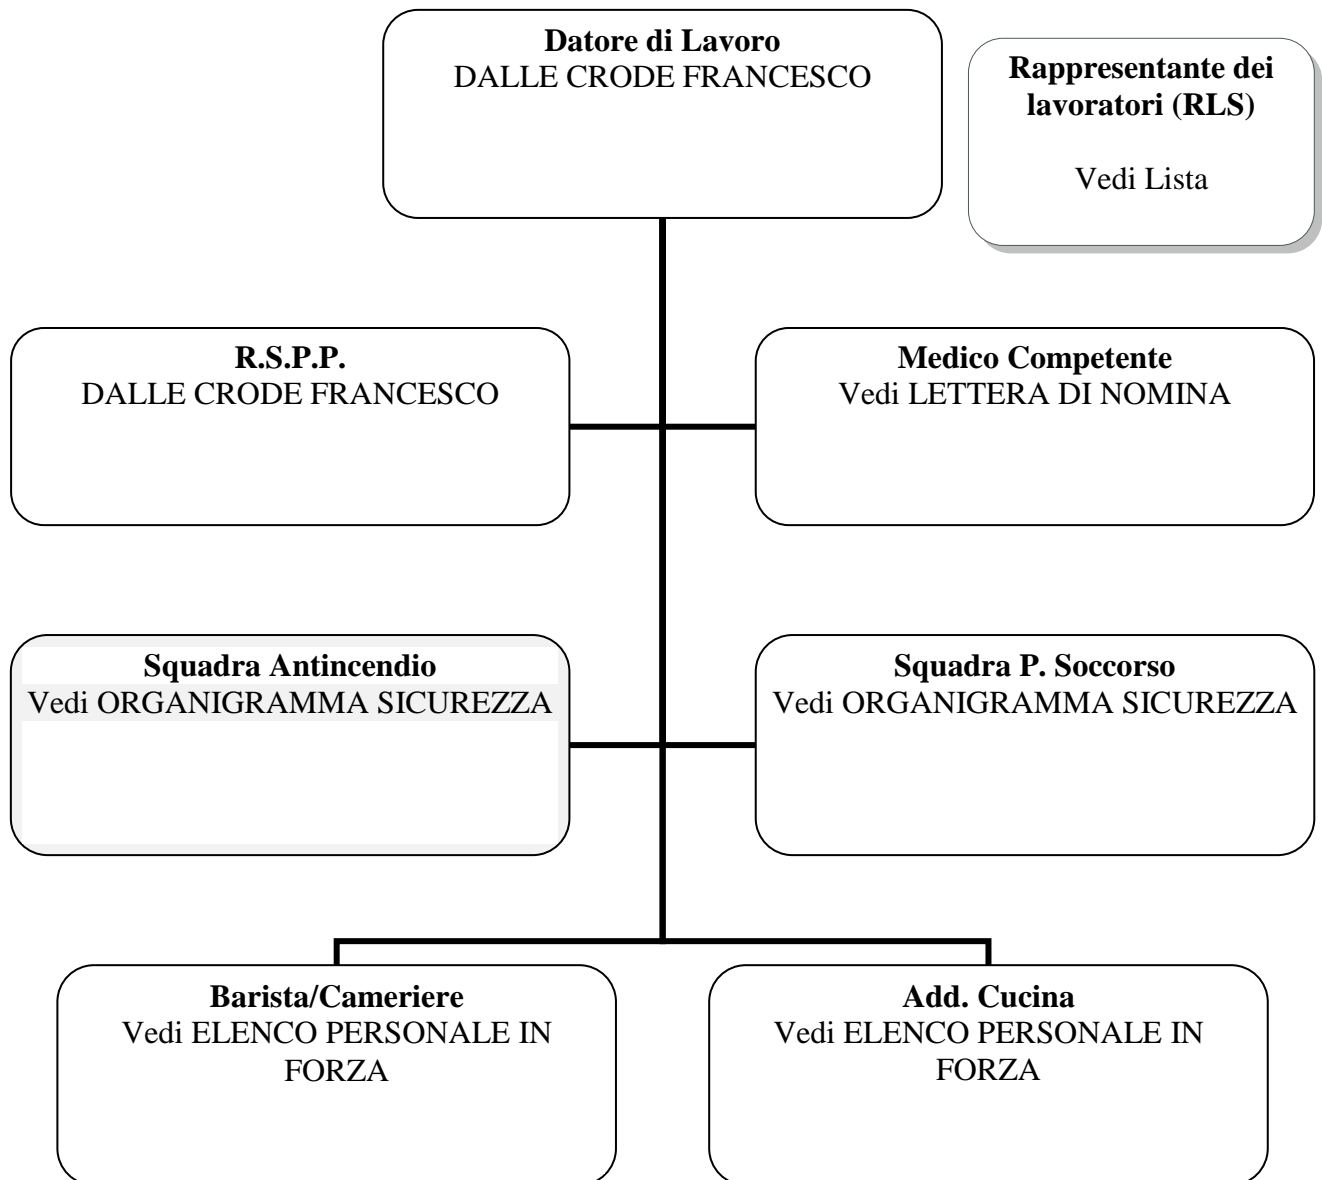 Datore di Lavoro
DALLE CRODE FRANCESCO
Rappresentante dei
lavoratori (RLS)
Vedi Lista
R.S.P.P.
DALLE CRODE FRANCESCO
Medico Competente
Vedi LETTERA DI NOMINA
Squadra Antincendio
Vedi ORGANIGRAMMA SICUREZZA
Squadra P. Soccorso
Vedi ORGANIGRAMMA SICUREZZA
Barista/Cameriere
Vedi ELENCO PERSONALE IN
FORZA
Add. Cucina
Vedi ELENCO PERSONALE IN
FORZA